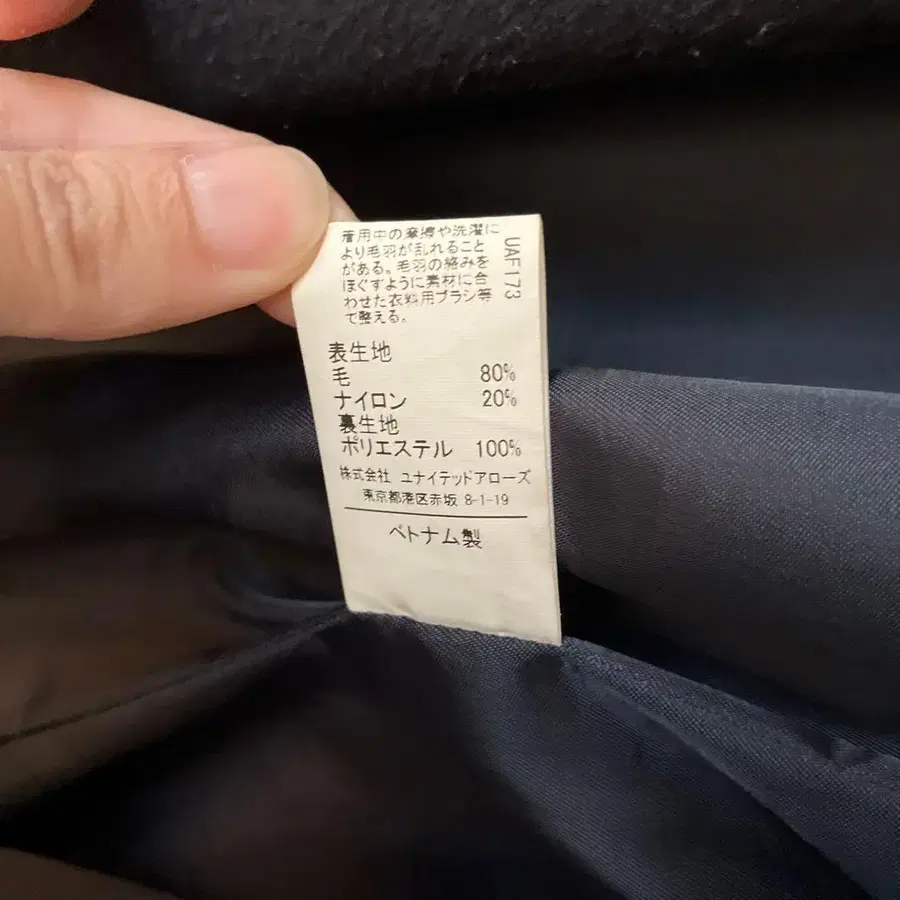 着用中の摩擦や洗濯に
より毛羽が乱れること
がある。毛羽の絡みを
ほぐすように素材に合
わせた衣料用ブラシ等
で整える。
UAF173
表生地
毛 80%
ナイロン 20%
裏生地
ポリエステル 100%
株式会社 ユナイテッドアローズ
東京都港区赤坂 8-1-19
ベトナム製